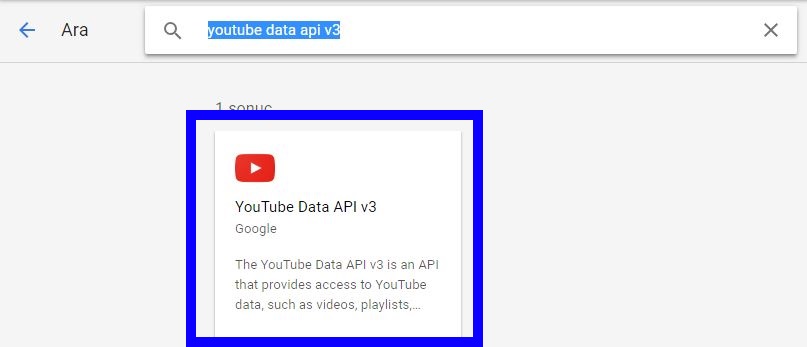 Ara
youtube data api v3
1 sonuç
YouTube Data API v3
Google
The YouTube Data API v3 is an API
that provides access to YouTube
data, such as videos, playlists,...